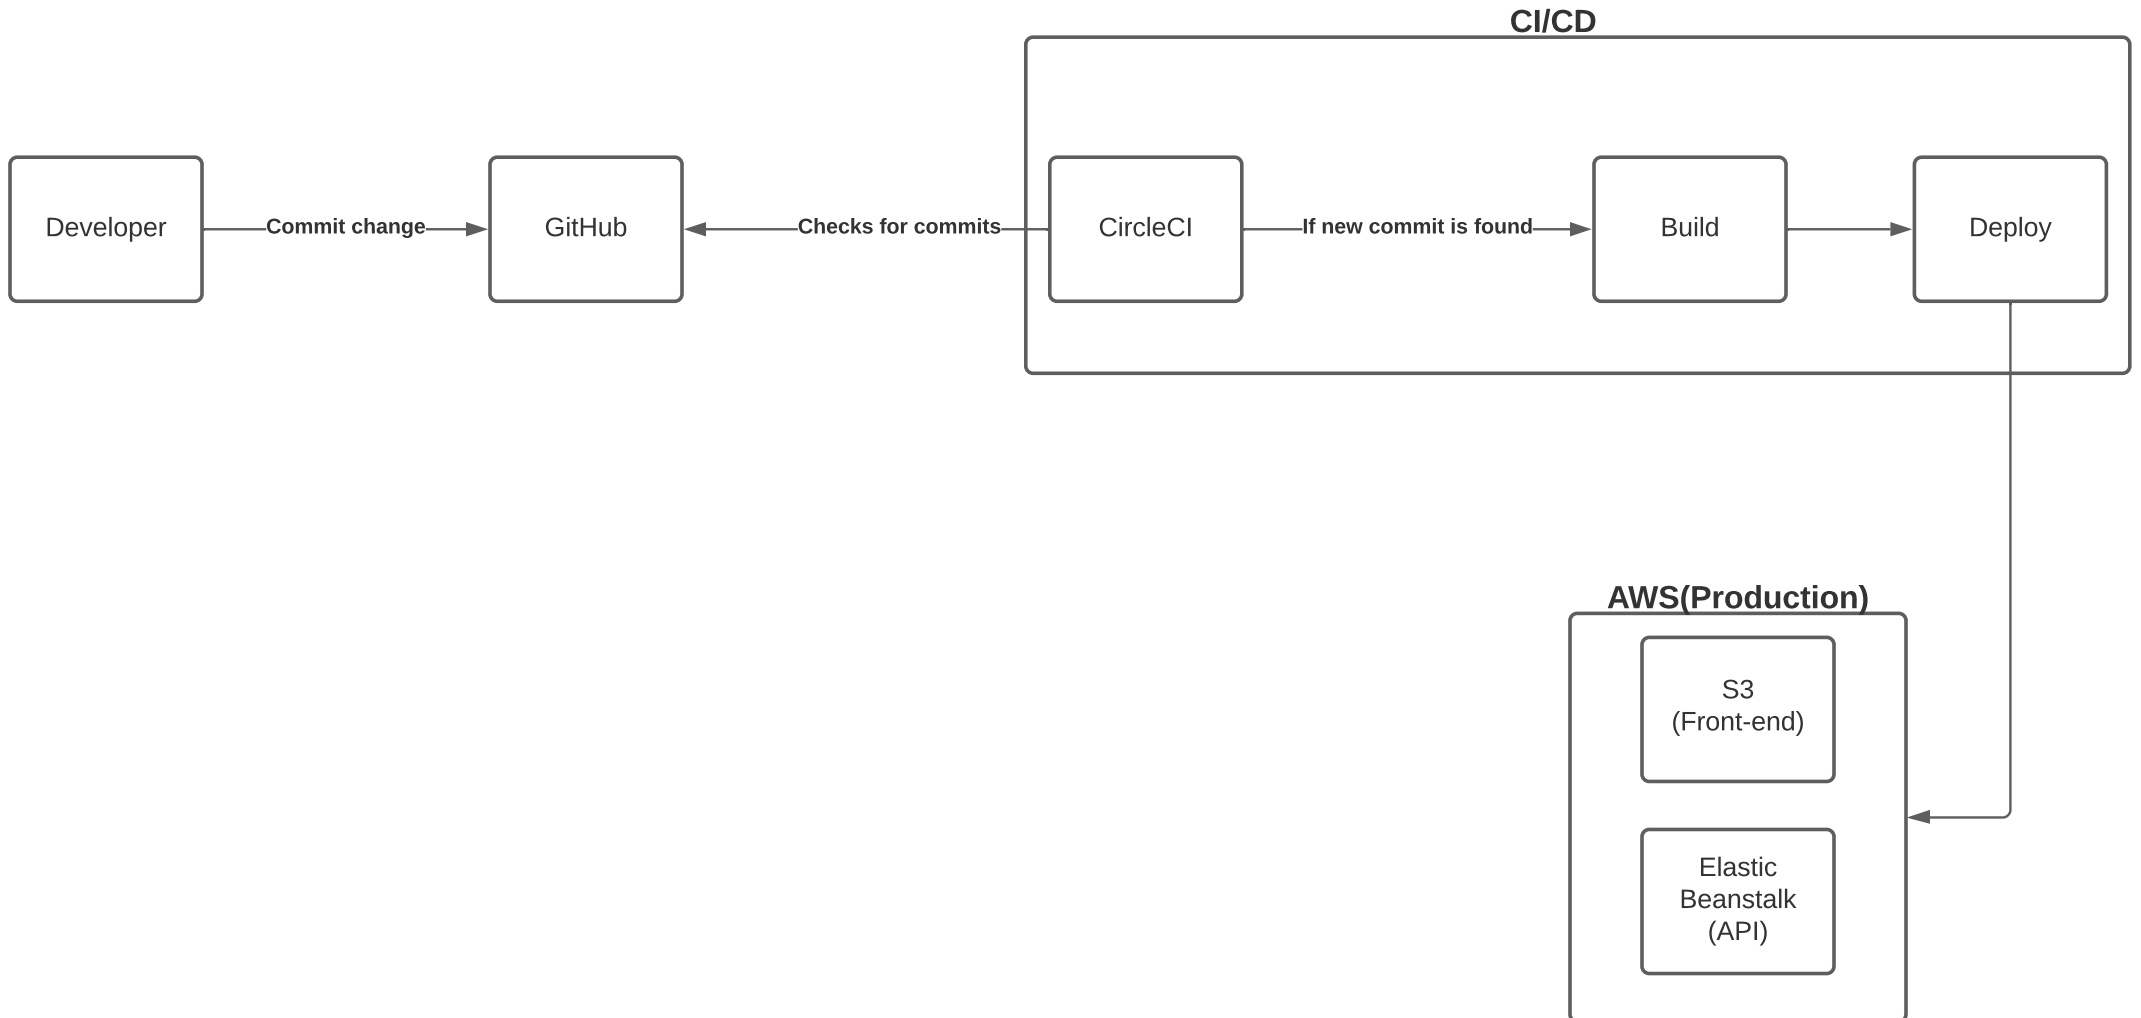 CI/CD
Developer
Commit change
GitHub
Checks for commits
CircleCI
If new commit is found
Build
Deploy
AWS(Production)
S3
(Front-end)
Elastic
Beanstalk
(API)